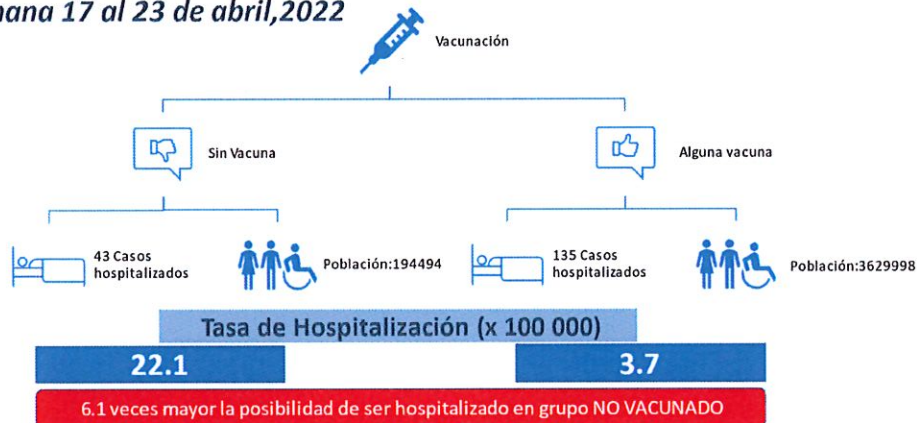 17 al 23 de abril,2022
Vacunación
Sin Vacuna
Alguna vacuna
43 Casos
hospitalizados
Población:194494
135 Casos
hospitalizados
Población:3629998
Tasa de Hospitalización (x 100 000)
22.1
3.7
6.1 veces mayor la posibilidad de ser hospitalizado en grupo NO VACUNADO